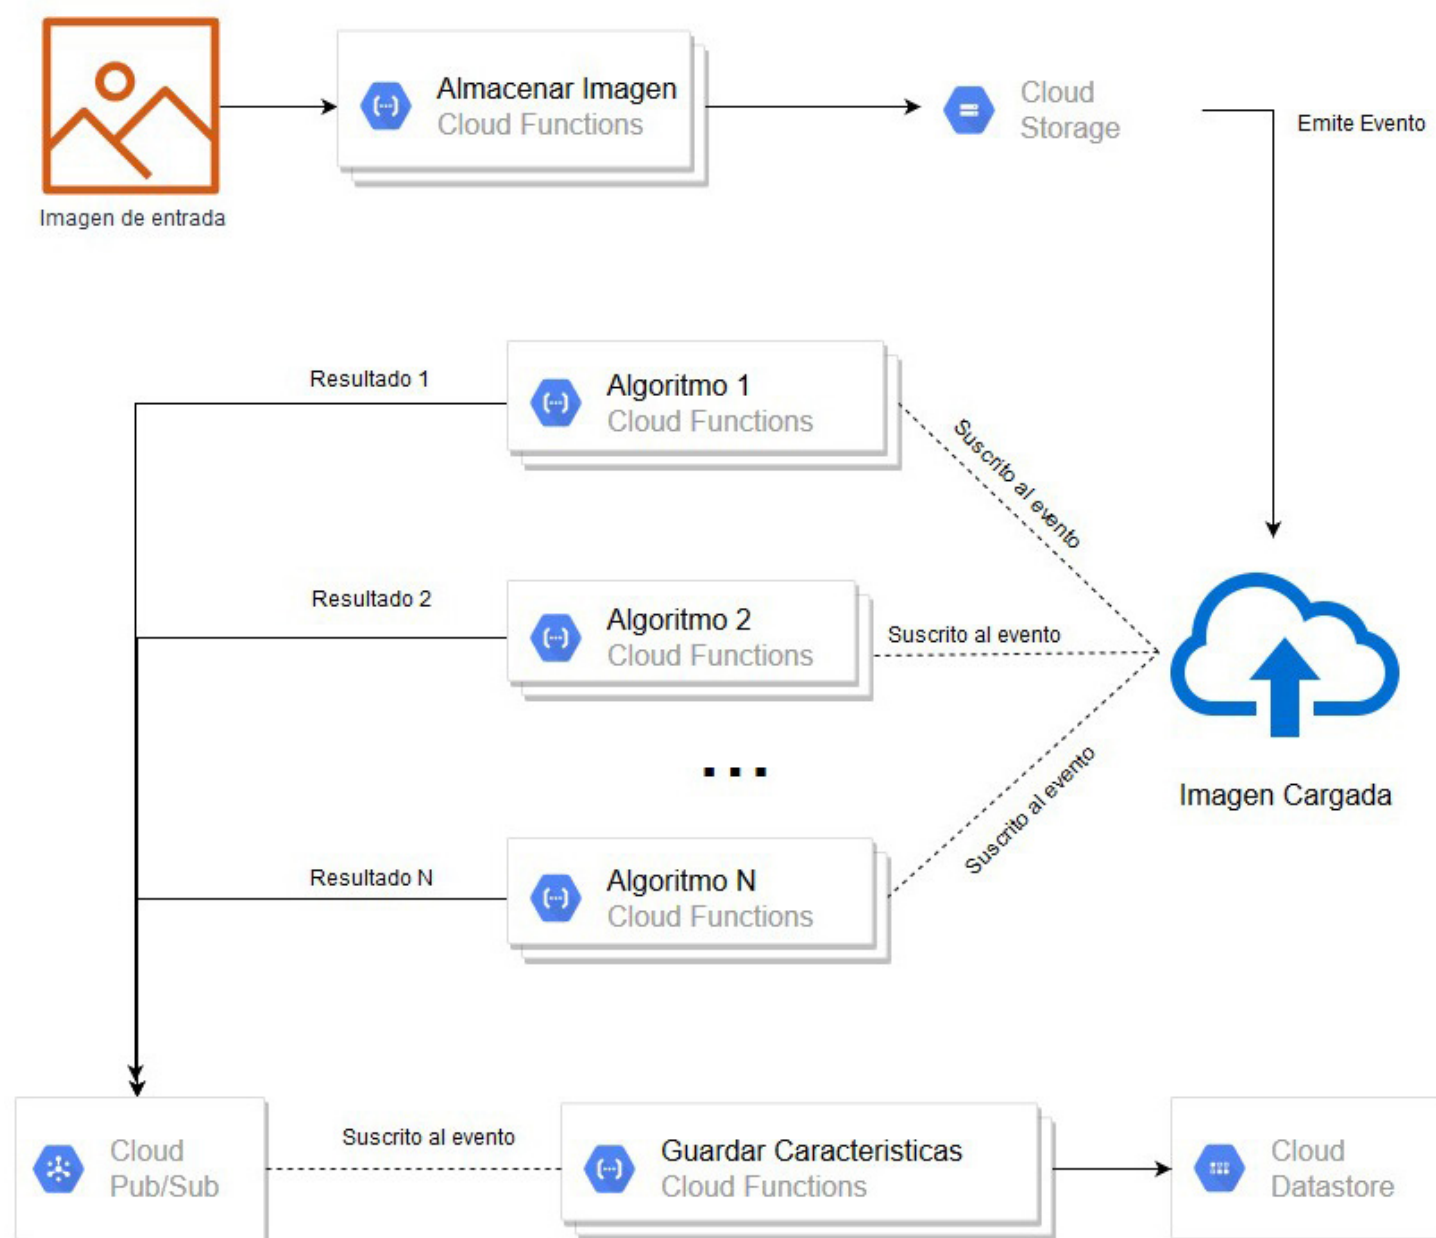 Almacenar Imagen
Cloud Functions
Cloud
Storage
Emite Evento
Imagen de entrada
Resultado 1
Algoritmo 1
Cloud Functions
Suscrito al evento
Resultado 2
Algoritmo 2
Cloud Functions
Suscrito al evento
...
Imagen Cargada
Suscrito al evento
Resultado N
Algoritmo N
Cloud Functions
Cloud
Pub/Sub
Suscrito al evento
Guardar Caracteristicas
Cloud Functions
Cloud
Datastore